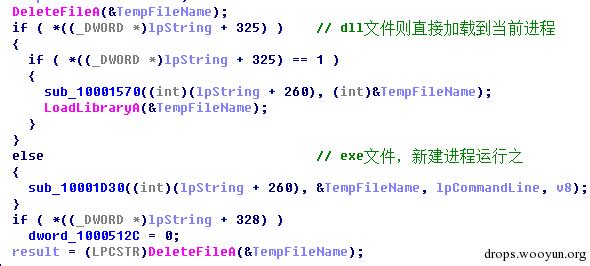 DeleteFileA(&TempFileName);
if ( *((_DWORD *)lpString + 325) ) // dll文件则直接加载到当前进程
{
if ( *((_DWORD *)lpString + 325) == 1 )
{
sub_10001570((int)(lpString + 260), (int)&TempFileName);
LoadLibraryA(&TempFileName);
}
}
else // exe文件，新建进程运行之
{
sub_10001D30((int)(lpString + 260), &TempFileName, lpCommandLine, v8);
}
if ( *((_DWORD *)lpString + 328) )
dword_1000512C = 0;
result = (LPCSTR)DeleteFileA(&TempFileName);
drops.wooyun.org